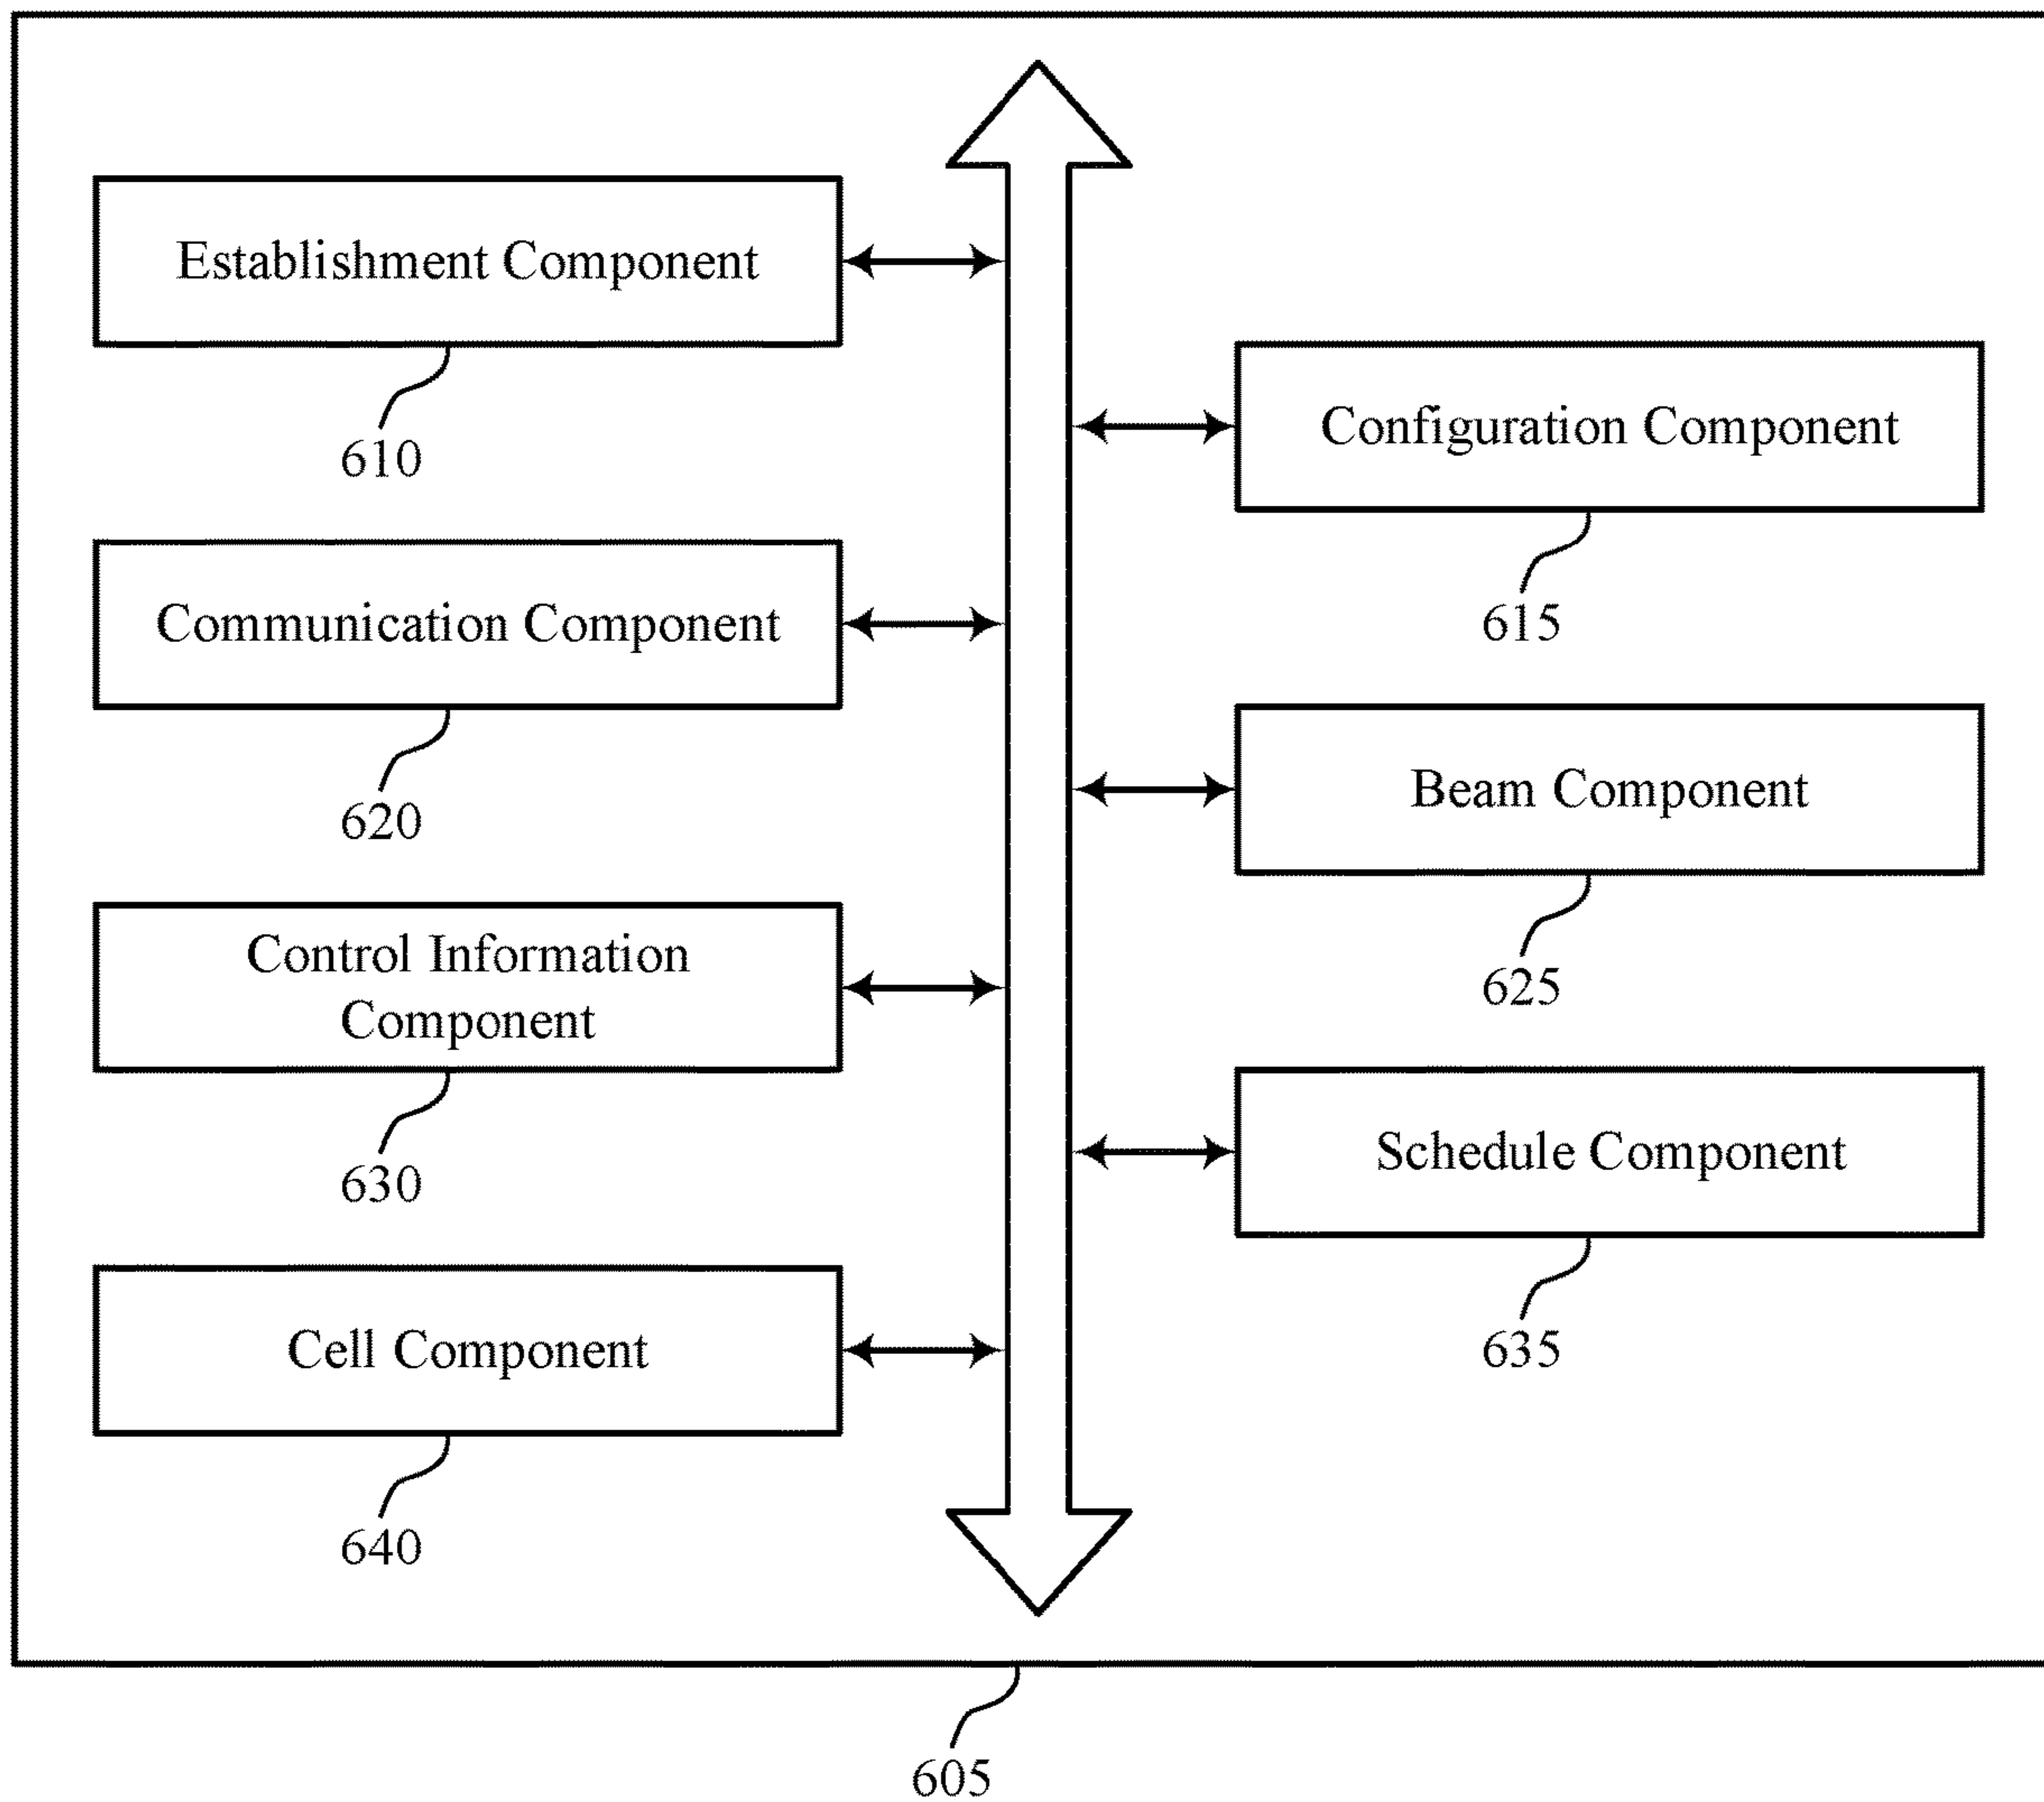 Establishment Component
610
Configuration Component
615
Communication Component
620
Beam Component
625
Control Information
Component
630
Schedule Component
635
Cell Component
640
605